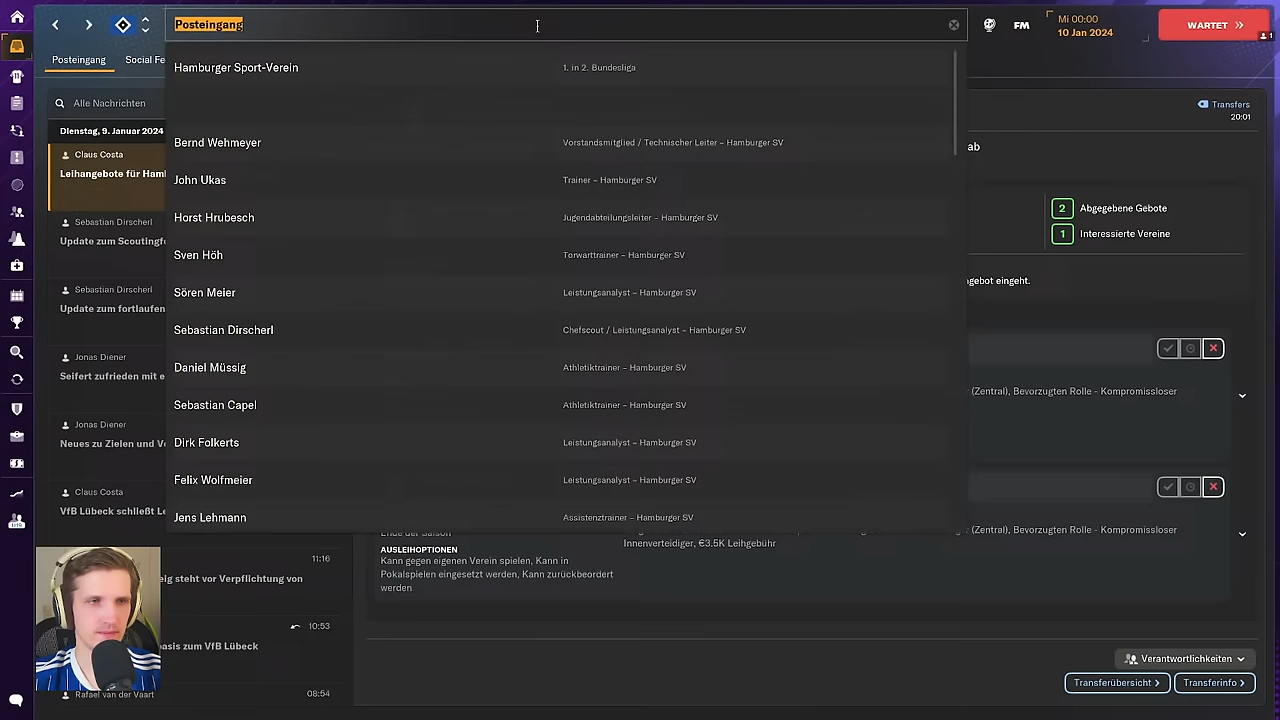 Posteingang
FM
Mi 00:00
10 Jan 2024
WARTET
1
Posteingang
Social Fe
Hamburger Sport-Verein
1. in 2. Bundesliga
Alle Nachrichten
Transfers
20:01
Dienstag, 9. Januar 2024
Bernd Wehmeyer
Vorstandsmitglied / Technischer Leiter – Hamburger SV
ab
Claus Costa
Leihangebote für Ham
John Ukas
Trainer – Hamburger SV
Horst Hrubesch
Jugendabteilungsleiter – Hamburger SV
2
Abgegebene Gebote
1
Interessierte Vereine
Sebastian Dirscherl
Update zum Scoutingf
Sven Höh
Torwarttrainer – Hamburger SV
gebot eingeht.
Sebastian Dirscherl
Update zum fortlaufen
Sören Meier
Leistungsanalyst – Hamburger SV
Sebastian Dirscherl
Chefscout / Leistungsanalyst – Hamburger SV
Jonas Diener
Seifert zufrieden mit e
Daniel Müssig
Athletiktrainer – Hamburger SV
(Zentral), Bevorzugten Rolle - Kompromissloser
Sebastian Capel
Athletiktrainer – Hamburger SV
Jonas Diener
Neues zu Zielen und V
Dirk Folkerts
Leistungsanalyst – Hamburger SV
Felix Wolfmeier
Leistungsanalyst – Hamburger SV
Claus Costa
VfB Lübeck schließt L
Jens Lehmann
Assistenztrainer – Hamburger SV
(Zentral), Bevorzugten Rolle - Kompromissloser
Ende der Saison
Innenverteidiger, €3.5K Leihgebühr
AUSLEIHOPTIONEN
Kann gegen eigenen Verein spielen, Kann in
Pokalspielen eingesetzt werden, Kann zurückbeordert
werden
11:16
eig steht vor Verpflichtung von
10:53
basis zum VfB Lübeck
Rafael van der Vaart
08:54
Verantwortlichkeiten
Transferübersicht
Transferinfo